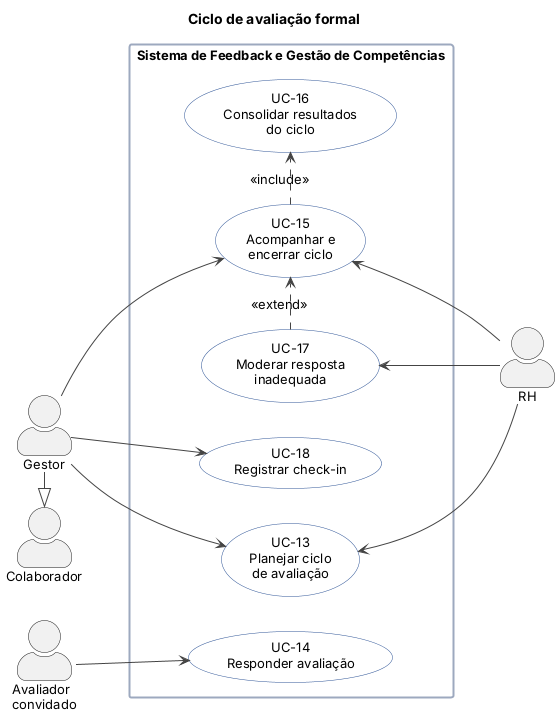 Ciclo de avaliação formal
Sistema de Feedback e Gestão de Competências
UC-16
Consolidar resultados
do ciclo
«include»
UC-15
Acompanhar e
encerrar ciclo
«extend»
UC-17
Moderar resposta
inadequada
RH
UC-18
Registrar check-in
Gestor
UC-13
Planejar ciclo
de avaliação
Colaborador
UC-14
Responder avaliação
Avaliador
convidado